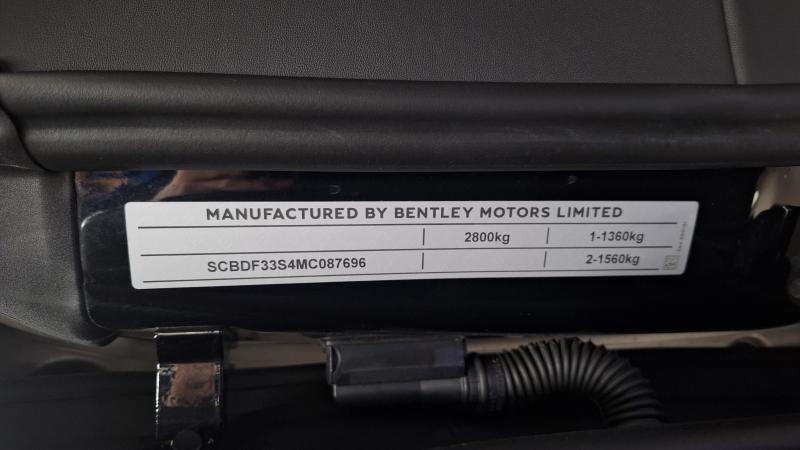 MANUFACTURED BY BENTLEY MOTORS LIMITED
2800kg 1-1360kg
SCBDF33S4MC087696 2-1560kg